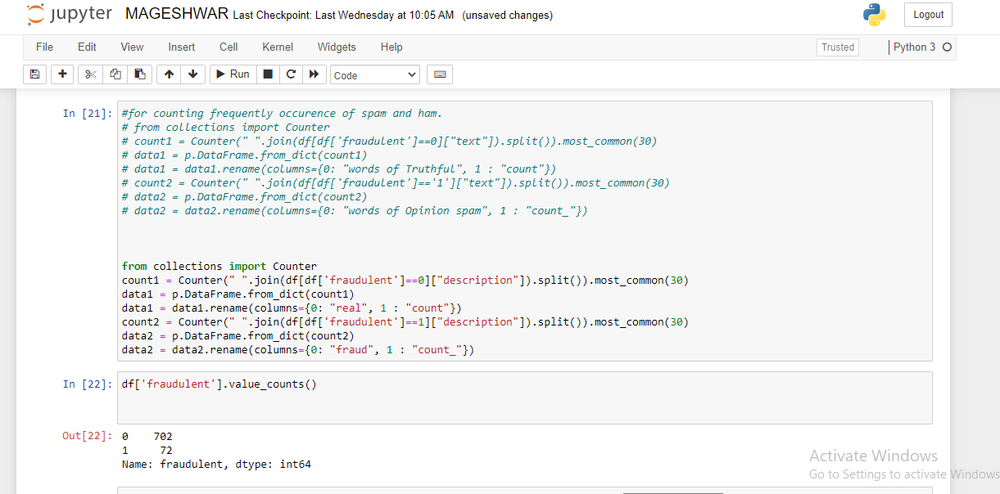 jupyter MAGESHWAR Last Checkpoint: Last Wednesday at 10:05 AM (unsaved changes) Logout
File Edit View Insert Cell Kernel Widgets Help Trusted Python 3
Run Code
In [21]: #for counting frequently occurence of spam and ham.
# from collections import Counter
# count1 = Counter(" ".join(df[df['fraudulent']==0]["text"]).split()).most_common(30)
# data1 = p.DataFrame.from_dict(count1)
# data1 = data1.rename(columns={0: "words of Truthful", 1 : "count"})
# count2 = Counter(" ".join(df[df['fraudulent']=='1']["text"]).split()).most_common(30)
# data2 = p.DataFrame.from_dict(count2)
# data2 = data2.rename(columns={0: "words of Opinion spam", 1 : "count_"})
from collections import Counter
count1 = Counter(" ".join(df[df['fraudulent']==0]["description"]).split()).most_common(30)
data1 = p.DataFrame.from_dict(count1)
data1 = data1.rename(columns={0: "real", 1 : "count"})
count2 = Counter(" ".join(df[df['fraudulent']==1]["description"]).split()).most_common(30)
data2 = p.DataFrame.from_dict(count2)
data2 = data2.rename(columns={0: "fraud", 1 : "count_"})
In [22]: df['fraudulent'].value_counts()
Out[22]: 0 702
1 72
Name: fraudulent, dtype: int64
Activate Windows
Go to Settings to activate Windows